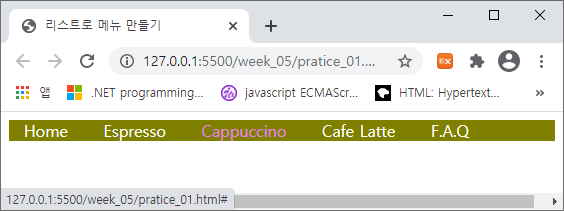 리스트로 메뉴 만들기
127.0.0.1:5500/week_05/pratice_01....
앱 .NET programming... javascript ECMAScr... HTML: Hypertext...
Home Espresso Cappuccino Cafe Latte F.A.Q
127.0.0.1:5500/week_05/pratice_01.html#